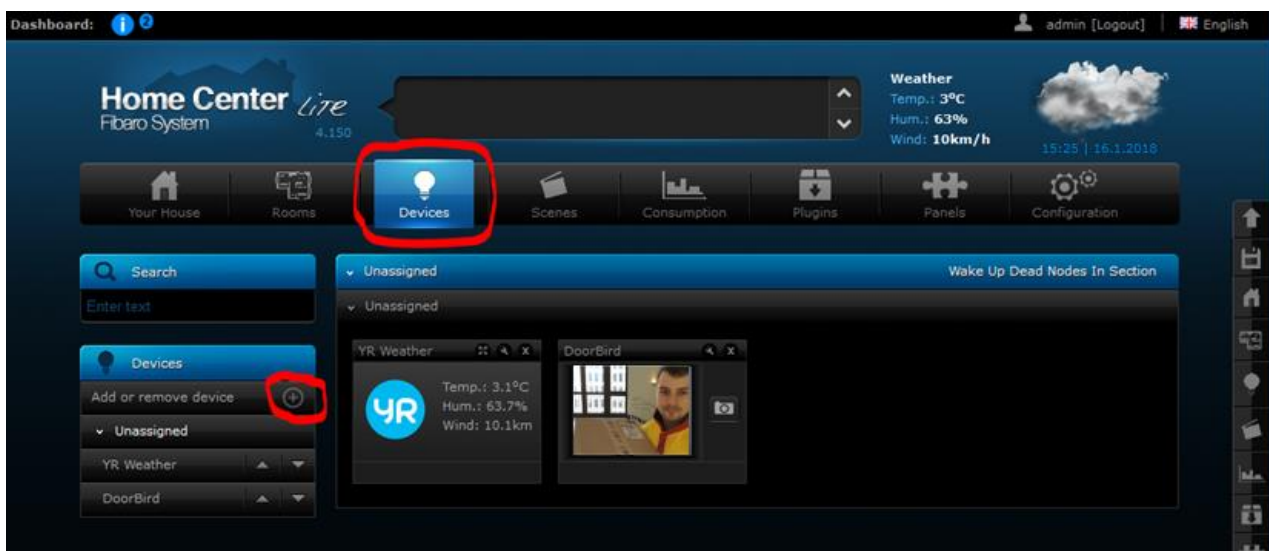 Dashboard: i 2
admin [Logout] English
Home Center Lite
Fibaro System
4.150
Weather
Temp.: 3°C
Hum.: 63%
Wind: 10km/h
15:25 | 16.1.2018
Your House Rooms Devices Scenes Consumption Plugins Panels Configuration
Search
Enter text
Unassigned Wake Up Dead Nodes In Section
Unassigned
Devices
Add or remove device
Unassigned
YR Weather
DoorBird
YR Weather X
YR
Temp.: 3.1°C
Hum.: 63.7%
Wind: 10.1km
DoorBird X